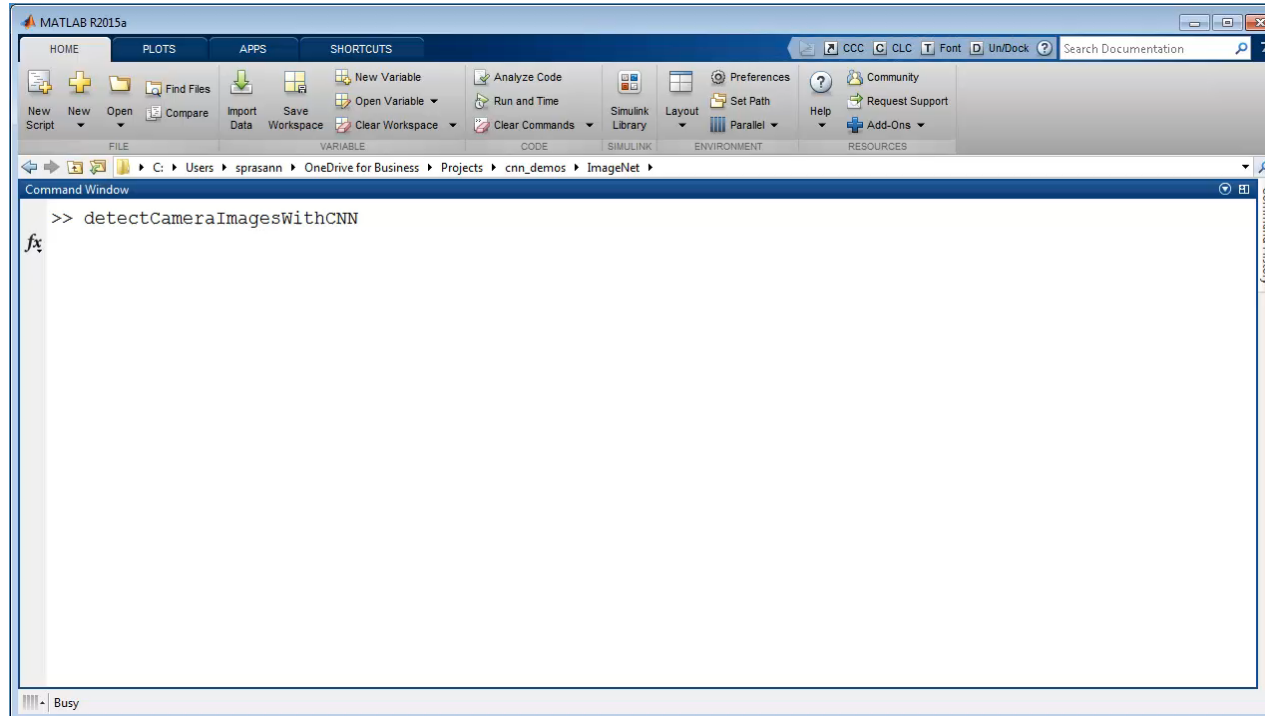 MATLAB R2015a
HOME PLOTS APPS SHORTCUTS CCC C CLC T Font D Un/Dock ? Search Documentation
New Script New Open Find Files Compare Import Data Save Workspace New Variable Open Variable Clear Workspace Analyze Code Run and Time Clear Commands Simulink Library Layout Preferences Set Path Parallel ? Help Community Request Support Add-Ons
FILE VARIABLE CODE SIMULINK ENVIRONMENT RESOURCES
C: Users sprasann OneDrive for Business Projects cnn_demos ImageNet
Command Window
>> detectCameraImagesWithCNN
fx
Busy